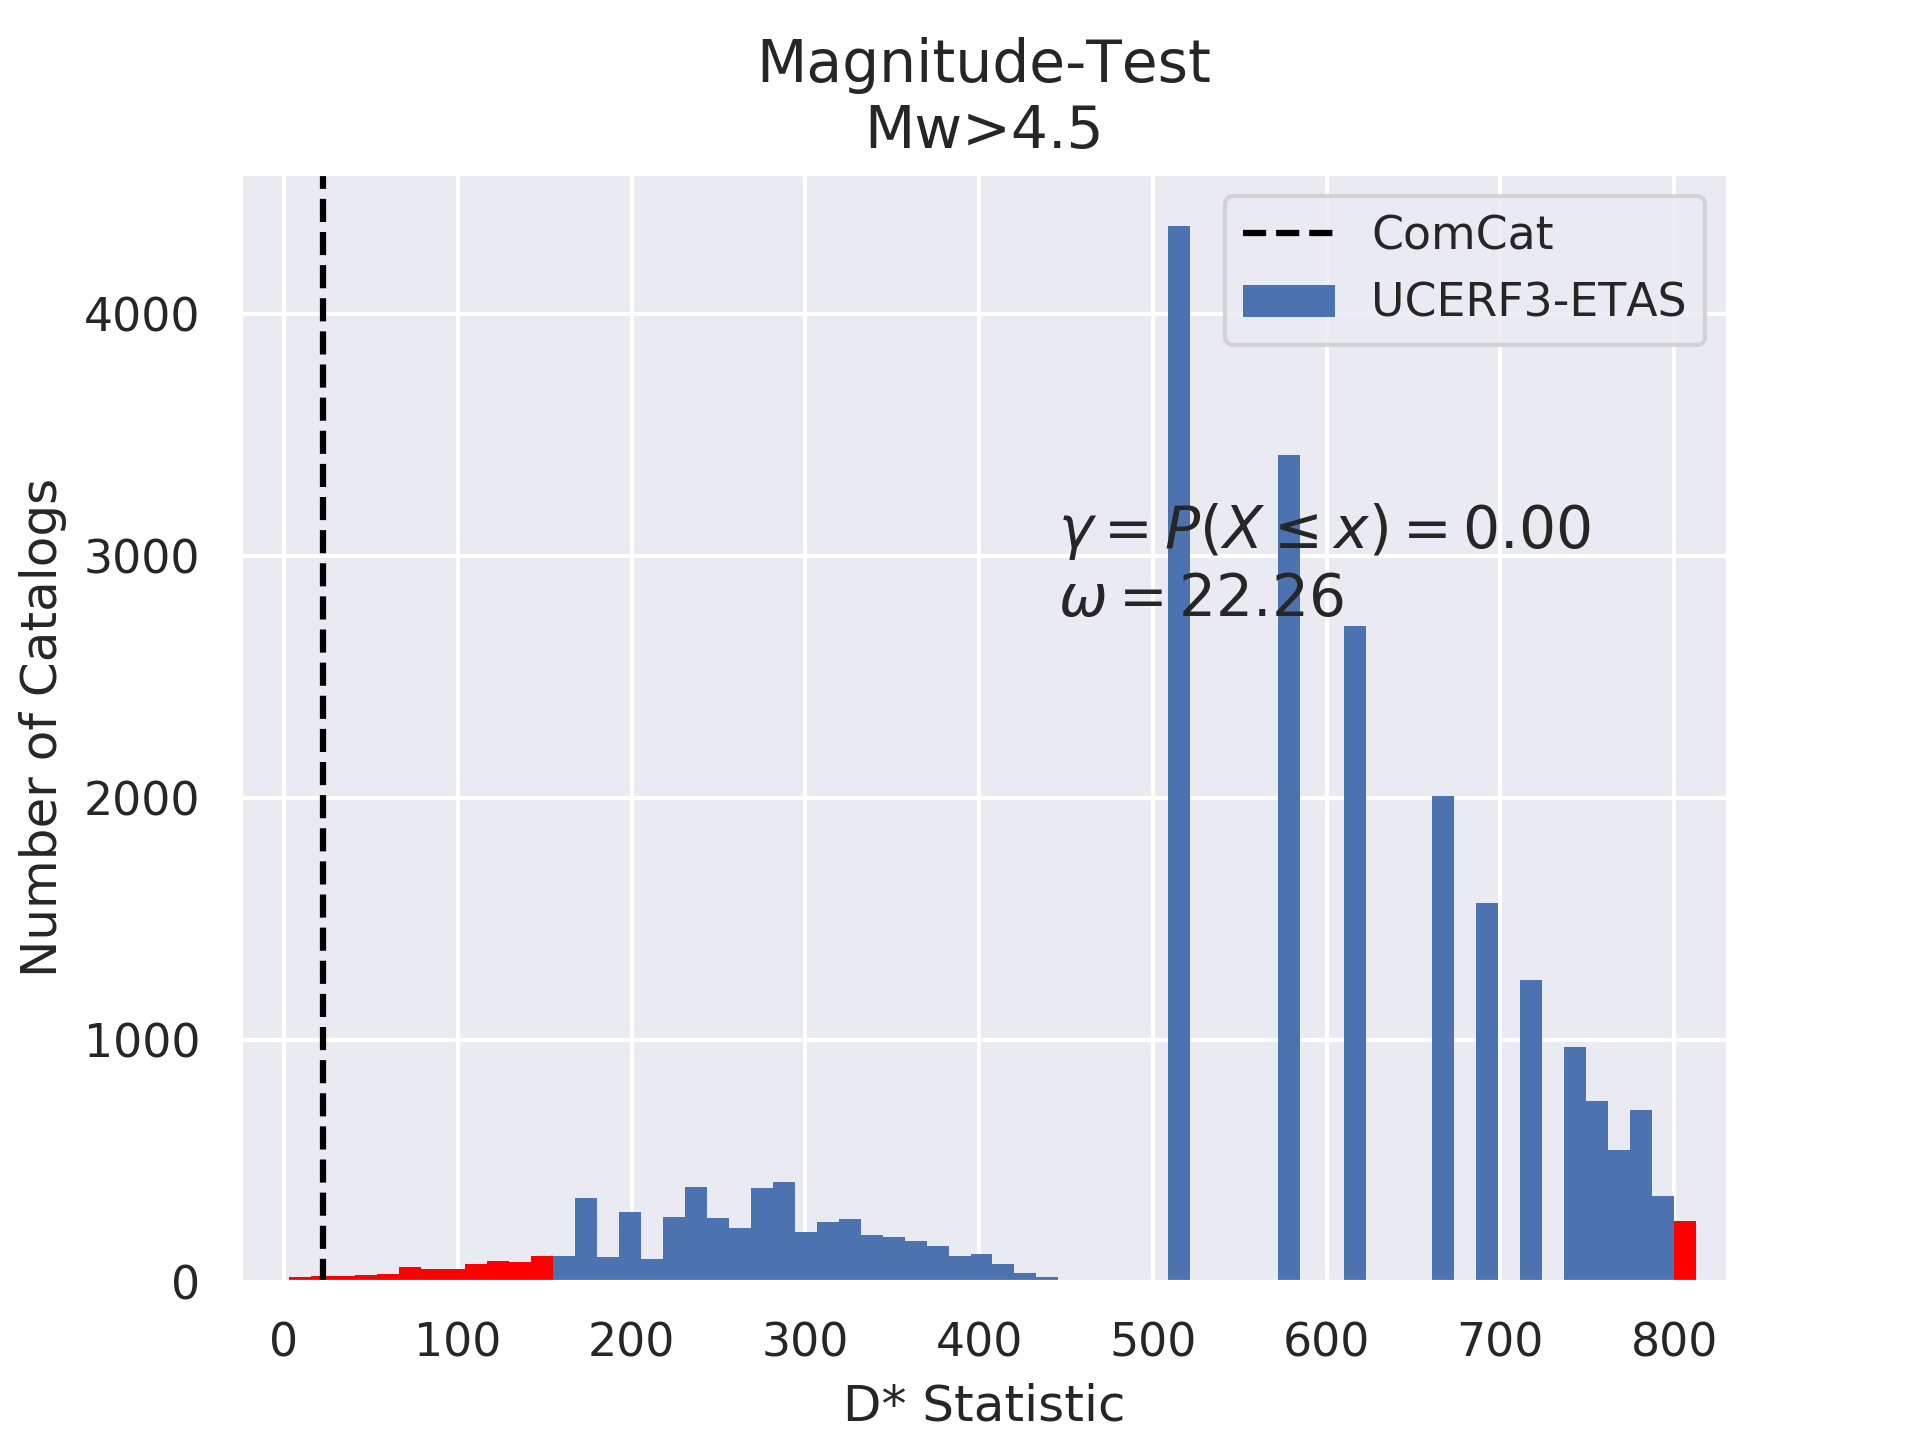 Magnitude-Test
Mw>4.5
ComCat
UCERF3-ETAS
γ = P(X ≤ x) = 0.00
ω = 22.26
Number of Catalogs
4000
3000
2000
1000
0
0 100 200 300 400 500 600 700 800
D* Statistic